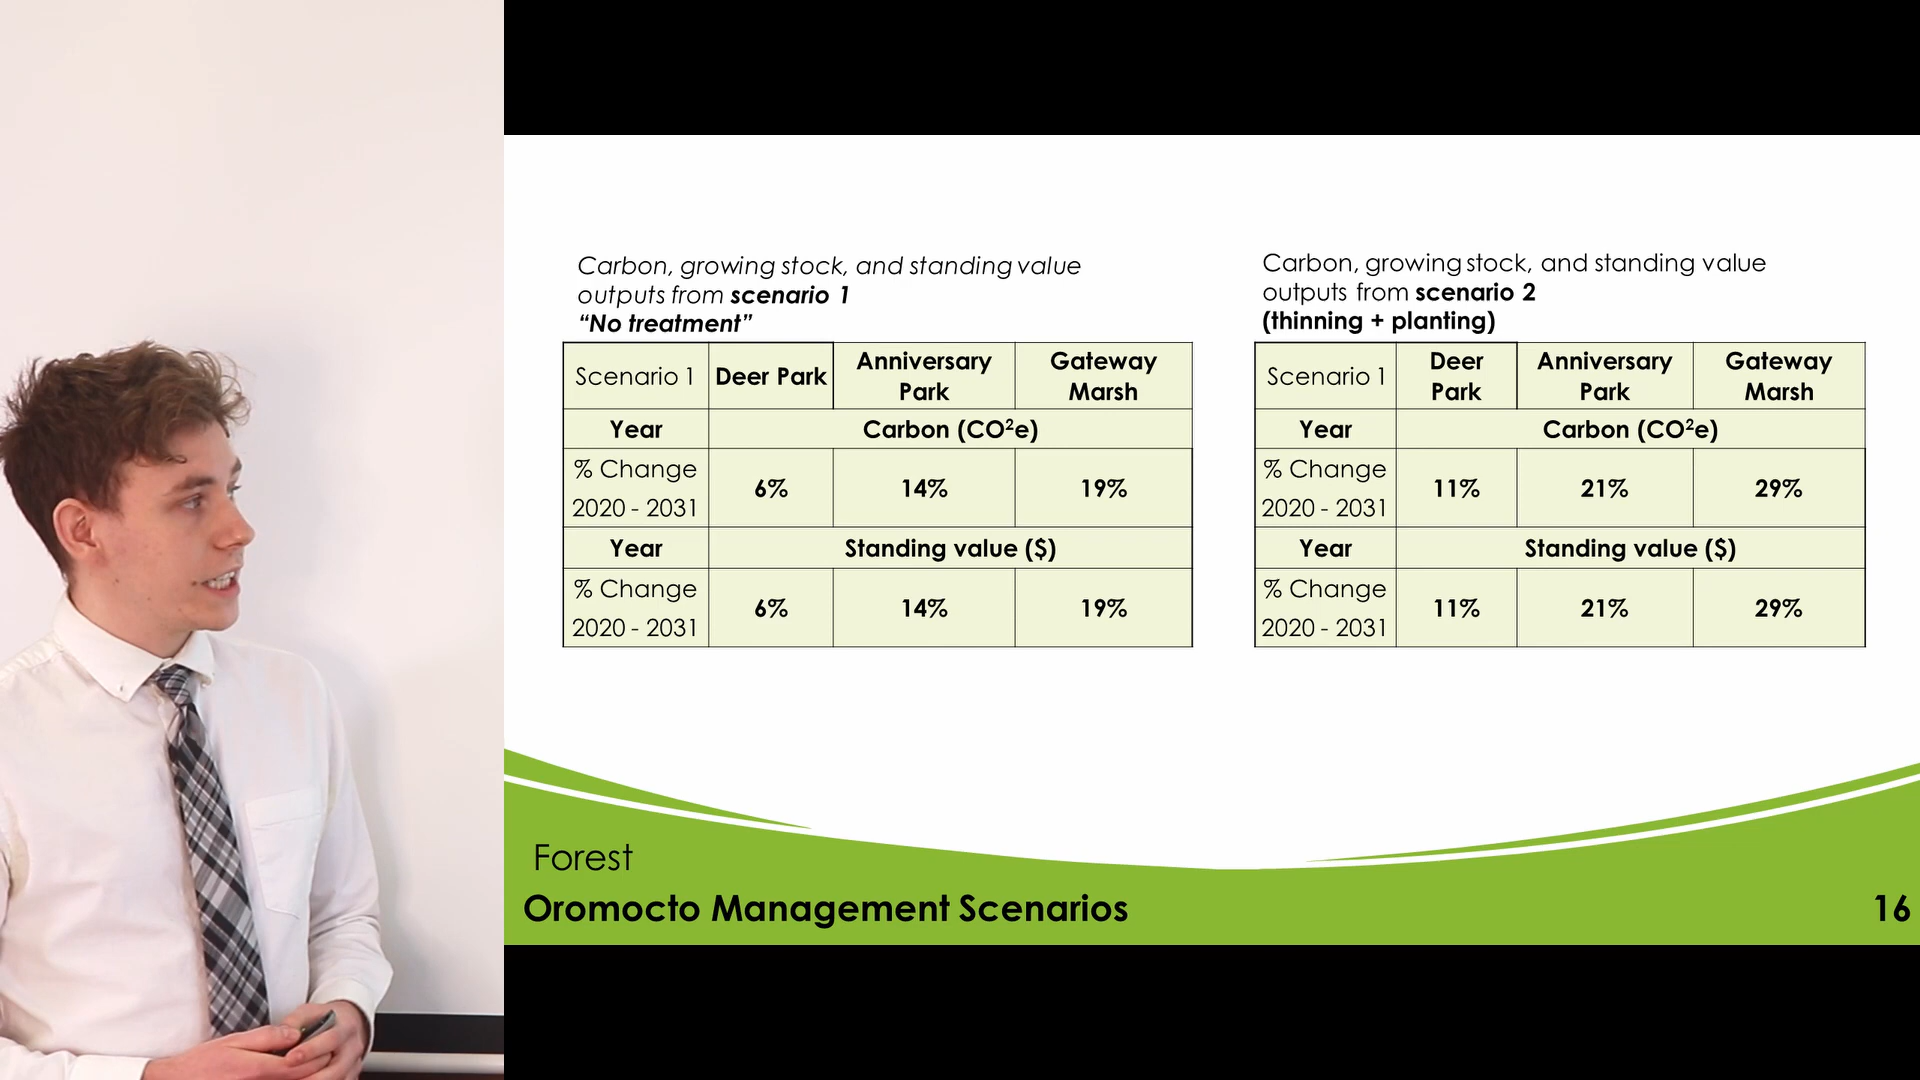 Carbon, growing stock, and standing value
outputs from scenario 1
“No treatment”
Scenario 1 Deer Park Anniversary Park Gateway Marsh
Year Carbon (CO²e)
% Change 2020 - 2031 6% 14% 19%
Year Standing value ($)
% Change 2020 - 2031 6% 14% 19%
Carbon, growing stock, and standing value
outputs from scenario 2
(thinning + planting)
Scenario 1 Deer Park Anniversary Park Gateway Marsh
Year Carbon (CO²e)
% Change 2020 - 2031 11% 21% 29%
Year Standing value ($)
% Change 2020 - 2031 11% 21% 29%
Forest
Oromocto Management Scenarios
16